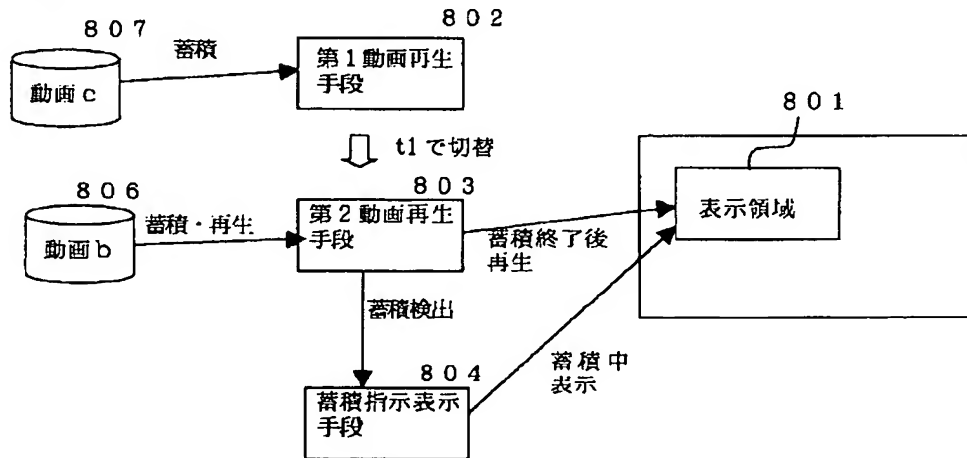 ８０７
蓄積
動画ｃ
８０２
第１動画再生
手段
t1で切替
８０１
表示領域
８０６
蓄積・再生
動画ｂ
８０３
第２動画再生
手段
蓄積終了後
再生
蓄積検出
蓄積中
表示
８０４
蓄積指示表示
手段